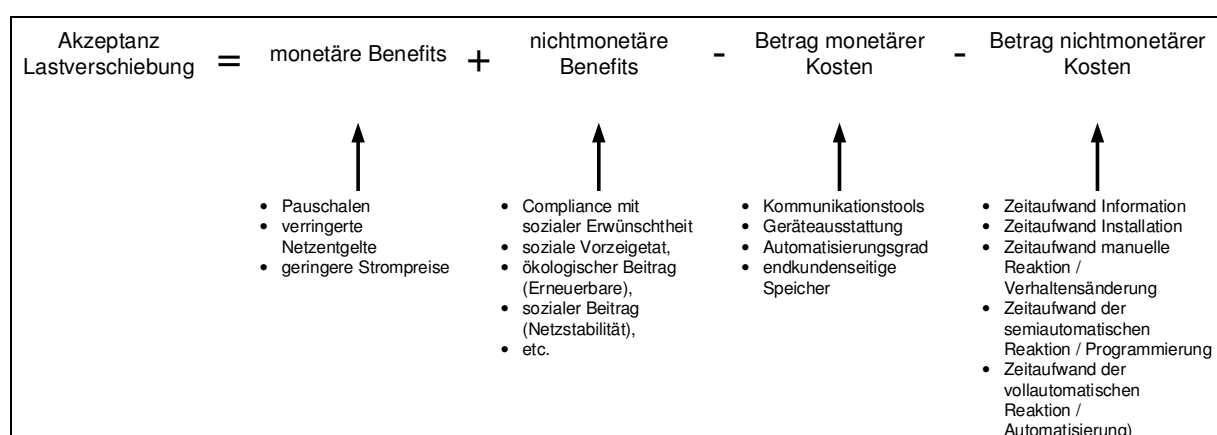 Akzeptanz
Lastverschiebung
=
monetäre Benefits
+
nichtmonetäre
Benefits
-
Betrag monetärer
Kosten
-
Betrag nichtmonetärer
Kosten
• Pauschalen
• verringerte
Netzentgelte
• geringere Strompreise
• Compliance mit
sozialer Erwünschtheit
• soziale Vorzeigetat,
• ökologischer Beitrag
(Erneuerbare),
• sozialer Beitrag
(Netzstabilität),
• etc.
• Kommunikationstools
• Geräteausstattung
• Automatisierungsgrad
• endkundenseitige
Speicher
• Zeitaufwand Information
• Zeitaufwand Installation
• Zeitaufwand manuelle
Reaktion /
Verhaltensänderung
• Zeitaufwand der
semiautomatischen
Reaktion / Programmierung
• Zeitaufwand der
vollautomatischen
Reaktion /
Automatisierung)